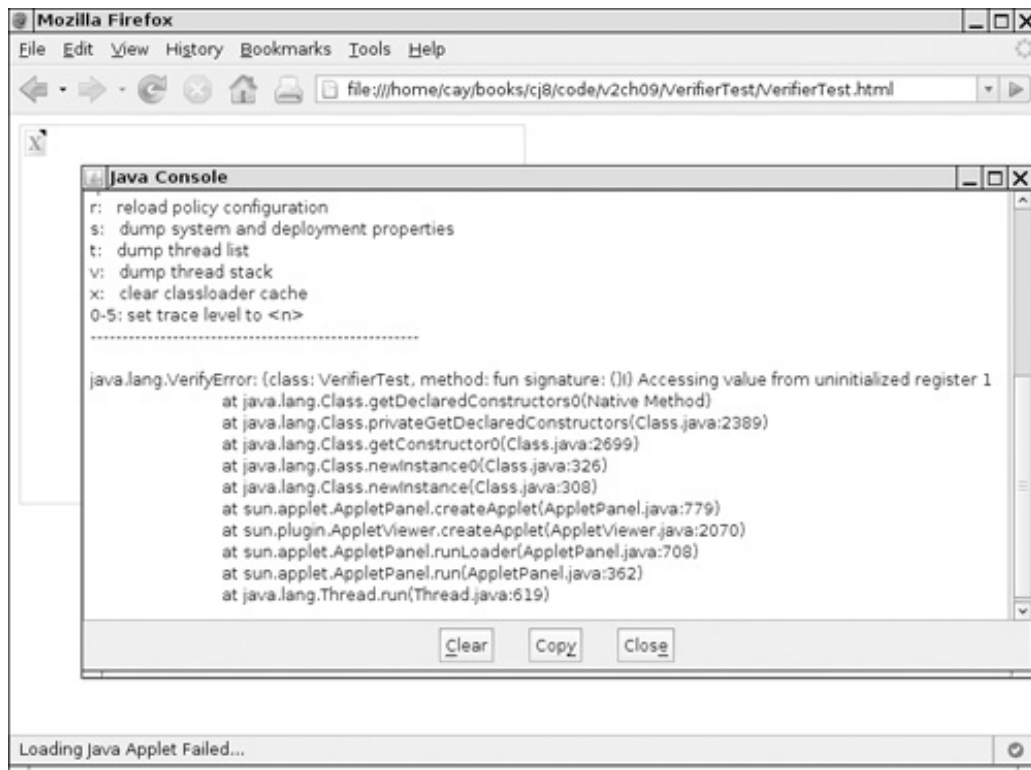 Mozilla Firefox
File Edit View History Bookmarks Tools Help
file:///home/cay/books/cj8/code/v2ch09/VerifierTest/VerifierTest.html
X
Java Console
r: reload policy configuration
s: dump system and deployment properties
t: dump thread list
v: dump thread stack
x: clear classloader cache
0-5: set trace level to <n>
----------------------------------------------------
java.lang.VerifyError: (class: VerifierTest, method: fun signature: ()I) Accessing value from uninitialized register 1
at java.lang.Class.getDeclaredConstructors0(Native Method)
at java.lang.Class.privateGetDeclaredConstructors(Class.java:2389)
at java.lang.Class.getConstructor0(Class.java:2699)
at java.lang.Class.newInstance0(Class.java:326)
at java.lang.Class.newInstance(Class.java:308)
at sun.applet.AppletPanel.createApplet(AppletPanel.java:779)
at sun.plugin.AppletViewer.createApplet(AppletViewer.java:2070)
at sun.applet.AppletPanel.runLoader(AppletPanel.java:708)
at sun.applet.AppletPanel.run(AppletPanel.java:362)
at java.lang.Thread.run(Thread.java:619)
Clear Copy Close
Loading Java Applet Failed...